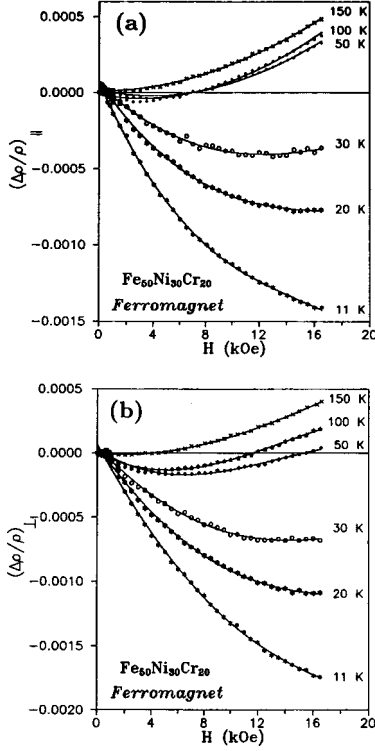 (a)
0.0005
0.0000
−0.0005
−0.0010
−0.0015
(Δρ/ρ)∥
150 K
100 K
50 K
30 K
20 K
11 K
Fe50Ni30Cr20
Ferromagnet
0 4 8 12 16 20
H (kOe)
(b)
0.0005
0.0000
−0.0005
−0.0010
−0.0015
−0.0020
(Δρ/ρ)⊥
150 K
100 K
50 K
30 K
20 K
11 K
Fe50Ni30Cr20
Ferromagnet
0 4 8 12 16 20
H (kOe)